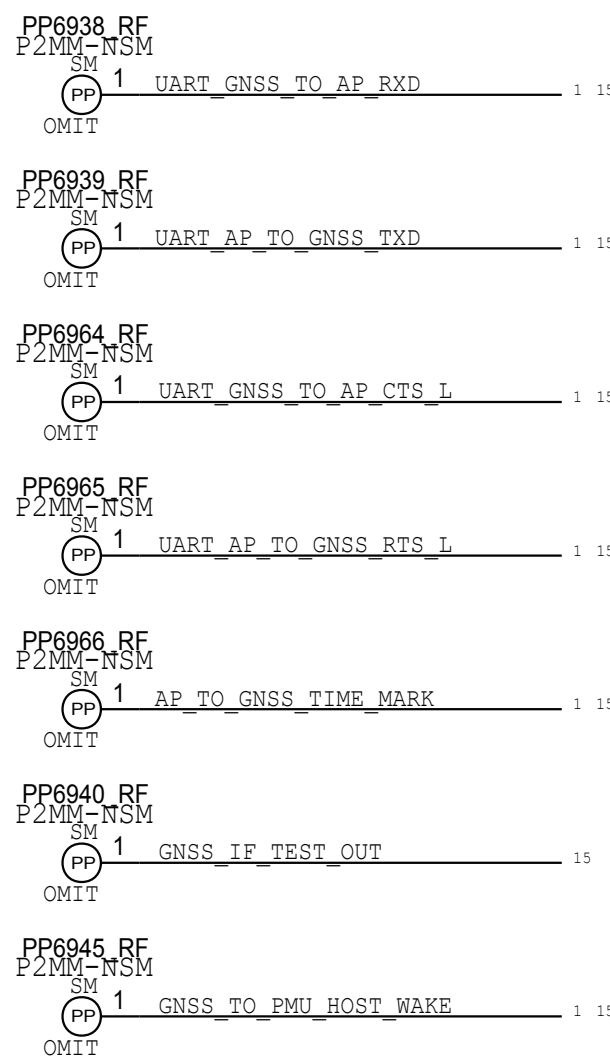 PP6938_RF
P2MM-NSM
SM
PP 1 UART_GNSS_TO_AP_RXD 1 15
OMIT
PP6939_RF
P2MM-NSM
SM
PP 1 UART_AP_TO_GNSS_TXD 1 15
OMIT
PP6964_RF
P2MM-NSM
SM
PP 1 UART_GNSS_TO_AP_CTS_L 1 15
OMIT
PP6965_RF
P2MM-NSM
SM
PP 1 UART_AP_TO_GNSS_RTS_L 1 15
OMIT
PP6966_RF
P2MM-NSM
SM
PP 1 AP_TO_GNSS_TIME_MARK 1 15
OMIT
PP6940_RF
P2MM-NSM
SM
PP 1 GNSS_IF_TEST_OUT 15
OMIT
PP6945_RF
P2MM-NSM
SM
PP 1 GNSS_TO_PMU_HOST_WAKE 1 15
OMIT